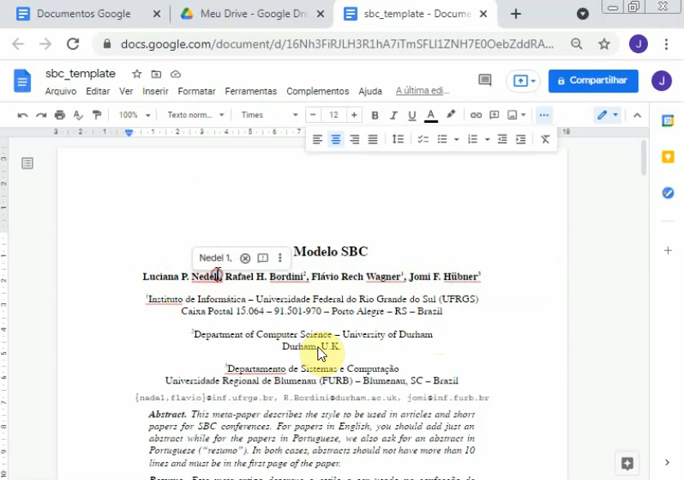 Documentos Google
Meu Drive - Google Dri
sbc_template - Docume
docs.google.com/document/d/16Nh3FiRJLH3R1hA7iTmSFLI1ZNH7E0OebZddRA...
J
sbc_template
Arquivo Editar Ver Inserir Formatar Ferramentas Complementos Ajuda A última edi...
Compartilhar
J
100% Texto norm... Times 12 B I U A
3 2 1 18
Nedel 1.
Modelo SBC
Luciana P. Nedel, Rafael H. Bordini², Flávio Rech Wagner¹, Jomi F. Hübner³
¹Instituto de Informática – Universidade Federal do Rio Grande do Sul (UFRGS)
Caixa Postal 15.064 – 91.501-970 – Porto Alegre – RS – Brazil
²Department of Computer Science – University of Durham
Durham, U.K.
³Departamento de Sistemas e Computação
Universidade Regional de Blumenau (FURB) – Blumenau, SC – Brazil
{nedel,flavio}@inf.ufrgs.br, R.Bordini@durham.ac.uk, jomi@inf.furb.br
Abstract. This meta-paper describes the style to be used in articles and short
papers for SBC conferences. For papers in English, you should add just an
abstract while for the papers in Portuguese, we also ask for an abstract in
Portuguese (“resumo”). In both cases, abstracts should not have more than 10
lines and must be in the first page of the paper.